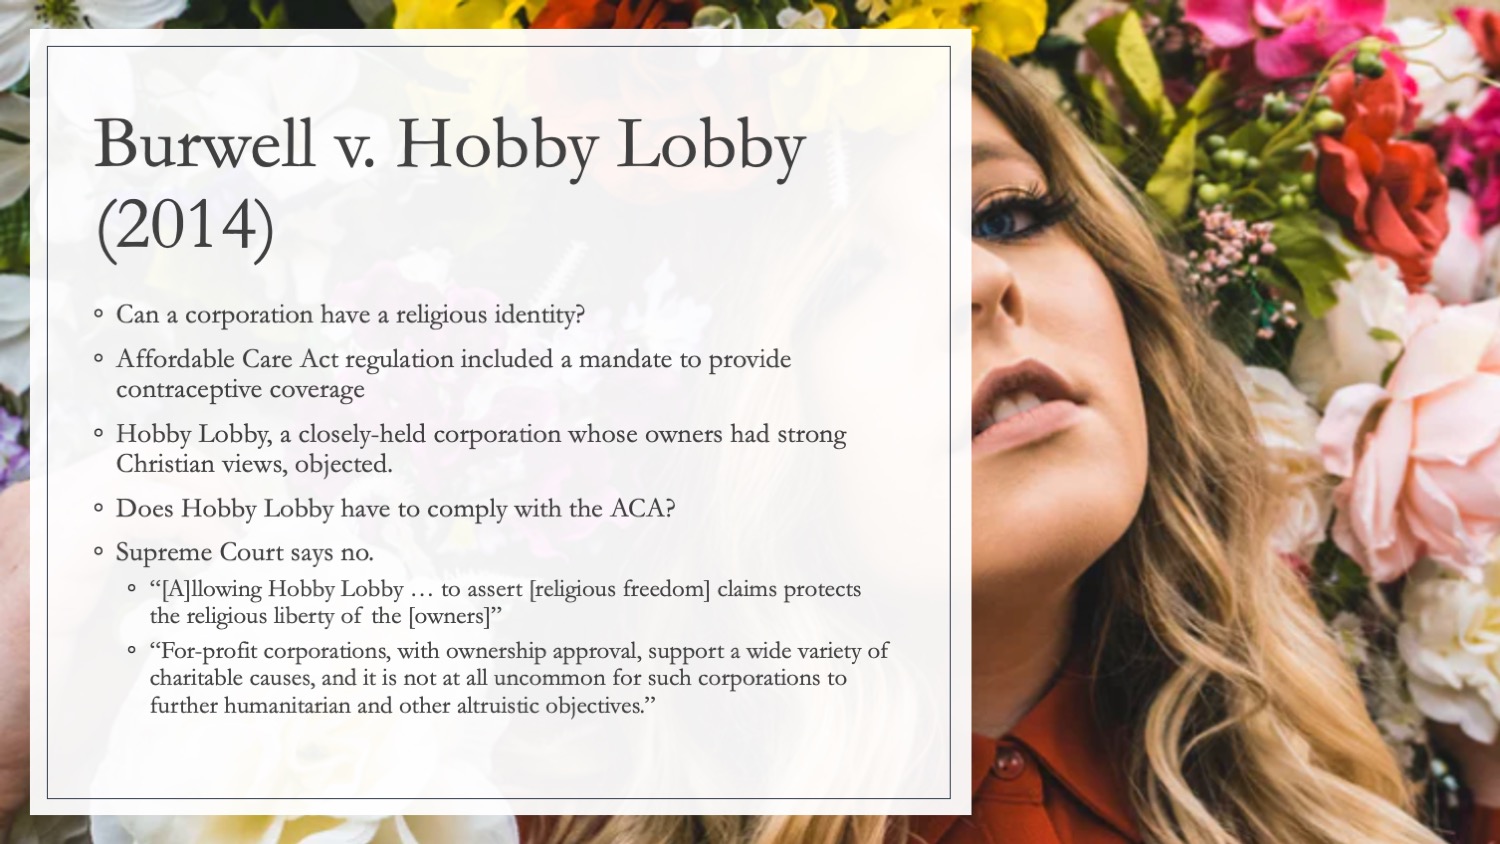 Burwell v. Hobby Lobby
(2014)
◦ Can a corporation have a religious identity?
◦ Affordable Care Act regulation included a mandate to provide
contraceptive coverage
◦ Hobby Lobby, a closely-held corporation whose owners had strong
Christian views, objected.
◦ Does Hobby Lobby have to comply with the ACA?
◦ Supreme Court says no.
◦ “[A]llowing Hobby Lobby … to assert [religious freedom] claims protects
the religious liberty of the [owners]”
◦ “For-profit corporations, with ownership approval, support a wide variety of
charitable causes, and it is not at all uncommon for such corporations to
further humanitarian and other altruistic objectives.”